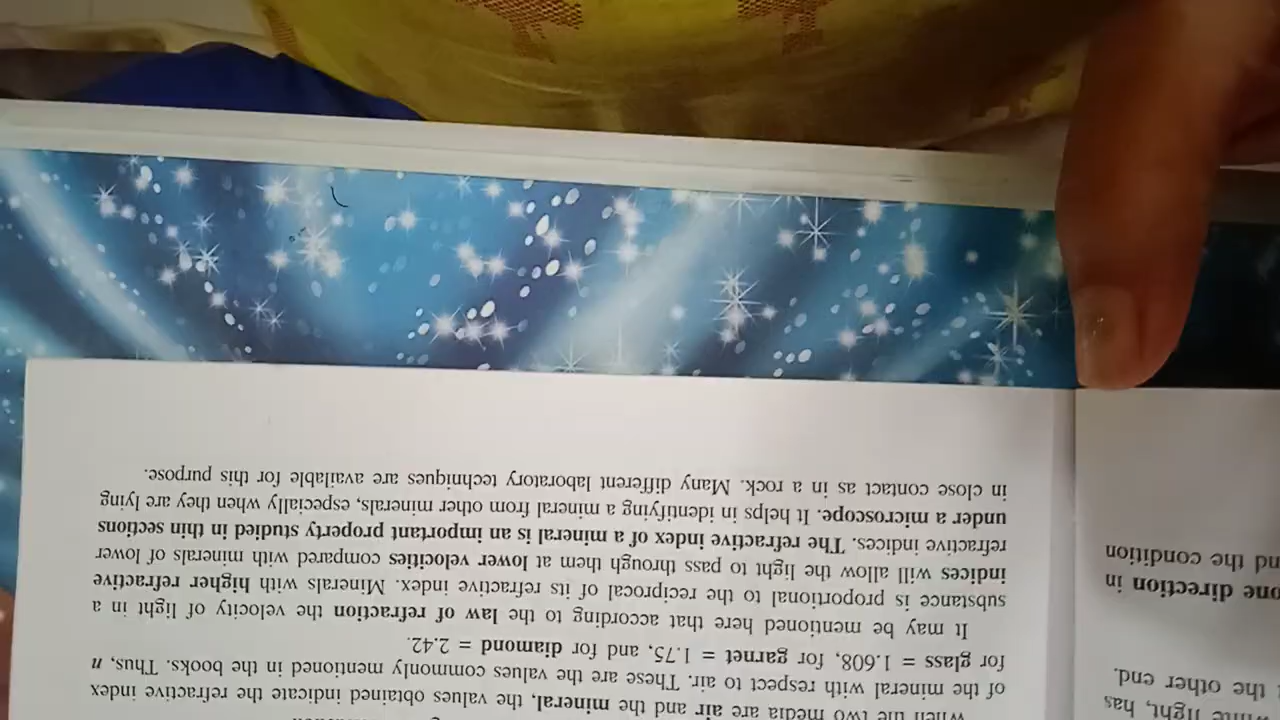 When the two media are air and the mineral, the values obtained indicate the refractive index
of the mineral with respect to air. These are the values commonly mentioned in the books. Thus, n
for glass = 1.608, for garnet = 1.75, and for diamond = 2.42.
It may be mentioned here that according to the law of refraction the velocity of light in a
substance is proportional to the reciprocal of its refractive index. Minerals with higher refractive
indices will allow the light to pass through them at lower velocities compared with minerals of lower
refractive indices. The refractive index of a mineral is an important property studied in thin sections
under a microscope. It helps in identifying a mineral from other minerals, especially when they are lying
in close contact as in a rock. Many different laboratory techniques are available for this purpose.
light, has
the other end.
one direction in
the condition